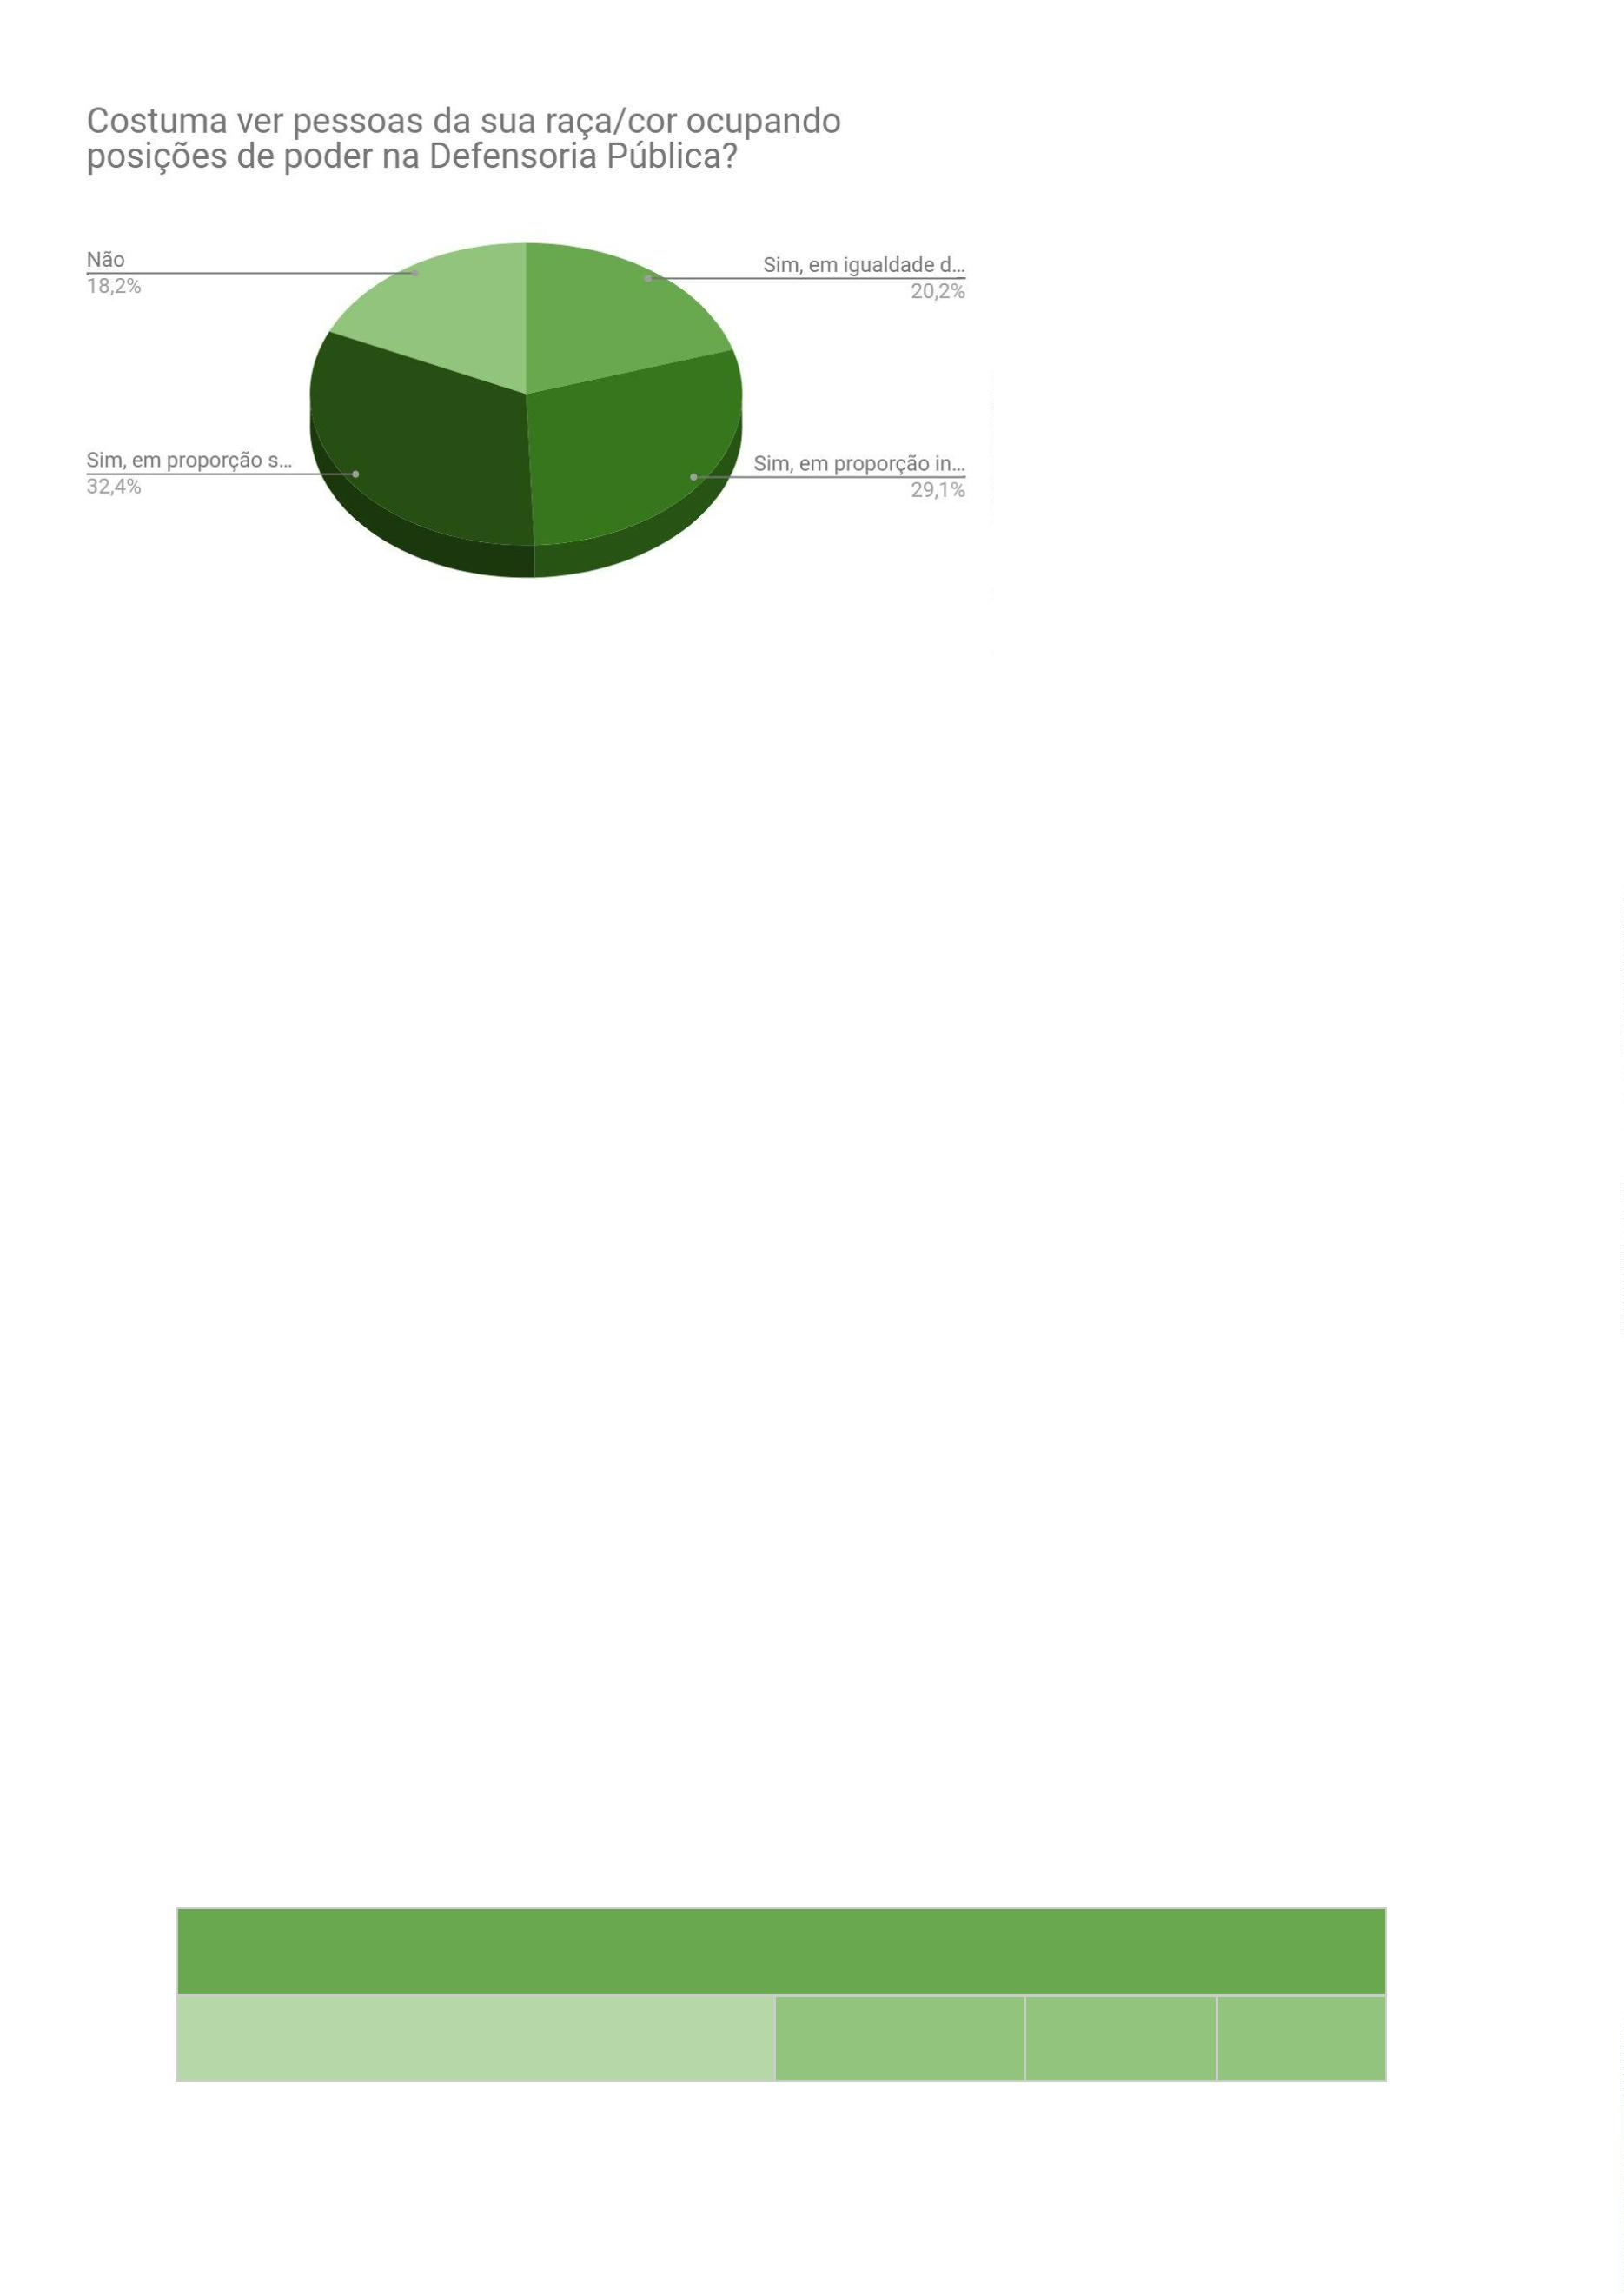 Costuma ver pessoas da sua raça/cor ocupando
posições de poder na Defensoria Pública?
Não
18,2%
Sim, em igualdade d...
20,2%
Sim, em proporção s...
32,4%
Sim, em proporção in...
29,1%